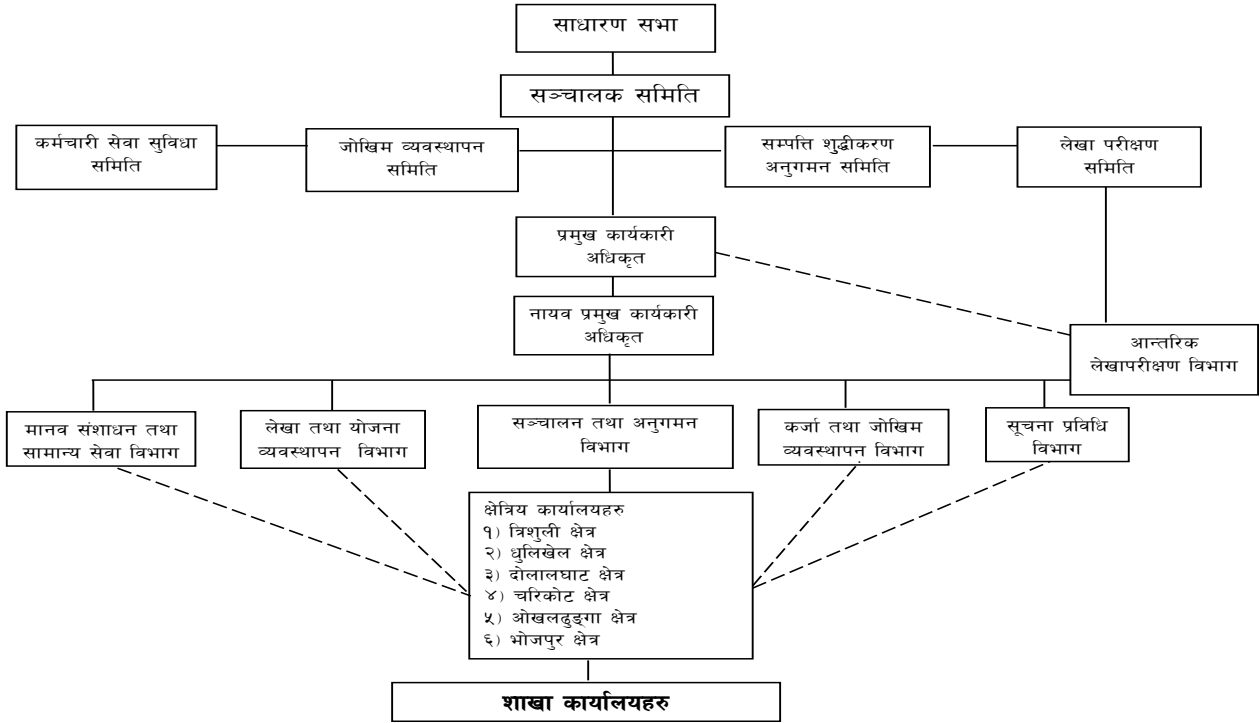 साधारण सभा
सञ्चालक समिति
कर्मचारी सेवा सुविधा
समिति
जोखिम व्यवस्थापन
समिति
सम्पत्ति शुद्धीकरण
अनुगमन समिति
लेखा परीक्षण
समिति
प्रमुख कार्यकारी
अधिकृत
नायव प्रमुख कार्यकारी
अधिकृत
आन्तरिक
लेखापरीक्षण विभाग
मानव संशाधन तथा
सामान्य सेवा विभाग
लेखा तथा योजना
व्यवस्थापन विभाग
सञ्चालन तथा अनुगमन
विभाग
कर्जा तथा जोखिम
व्यवस्थापन विभाग
सूचना प्रविधि
विभाग
क्षेत्रिय कार्यालयहरु
१) त्रिशुली क्षेत्र
२) धुलिखेल क्षेत्र
३) दोलालघाट क्षेत्र
४) चरिकोट क्षेत्र
५) ओखलढुङ्गा क्षेत्र
६) भोजपुर क्षेत्र
शाखा कार्यालयहरु